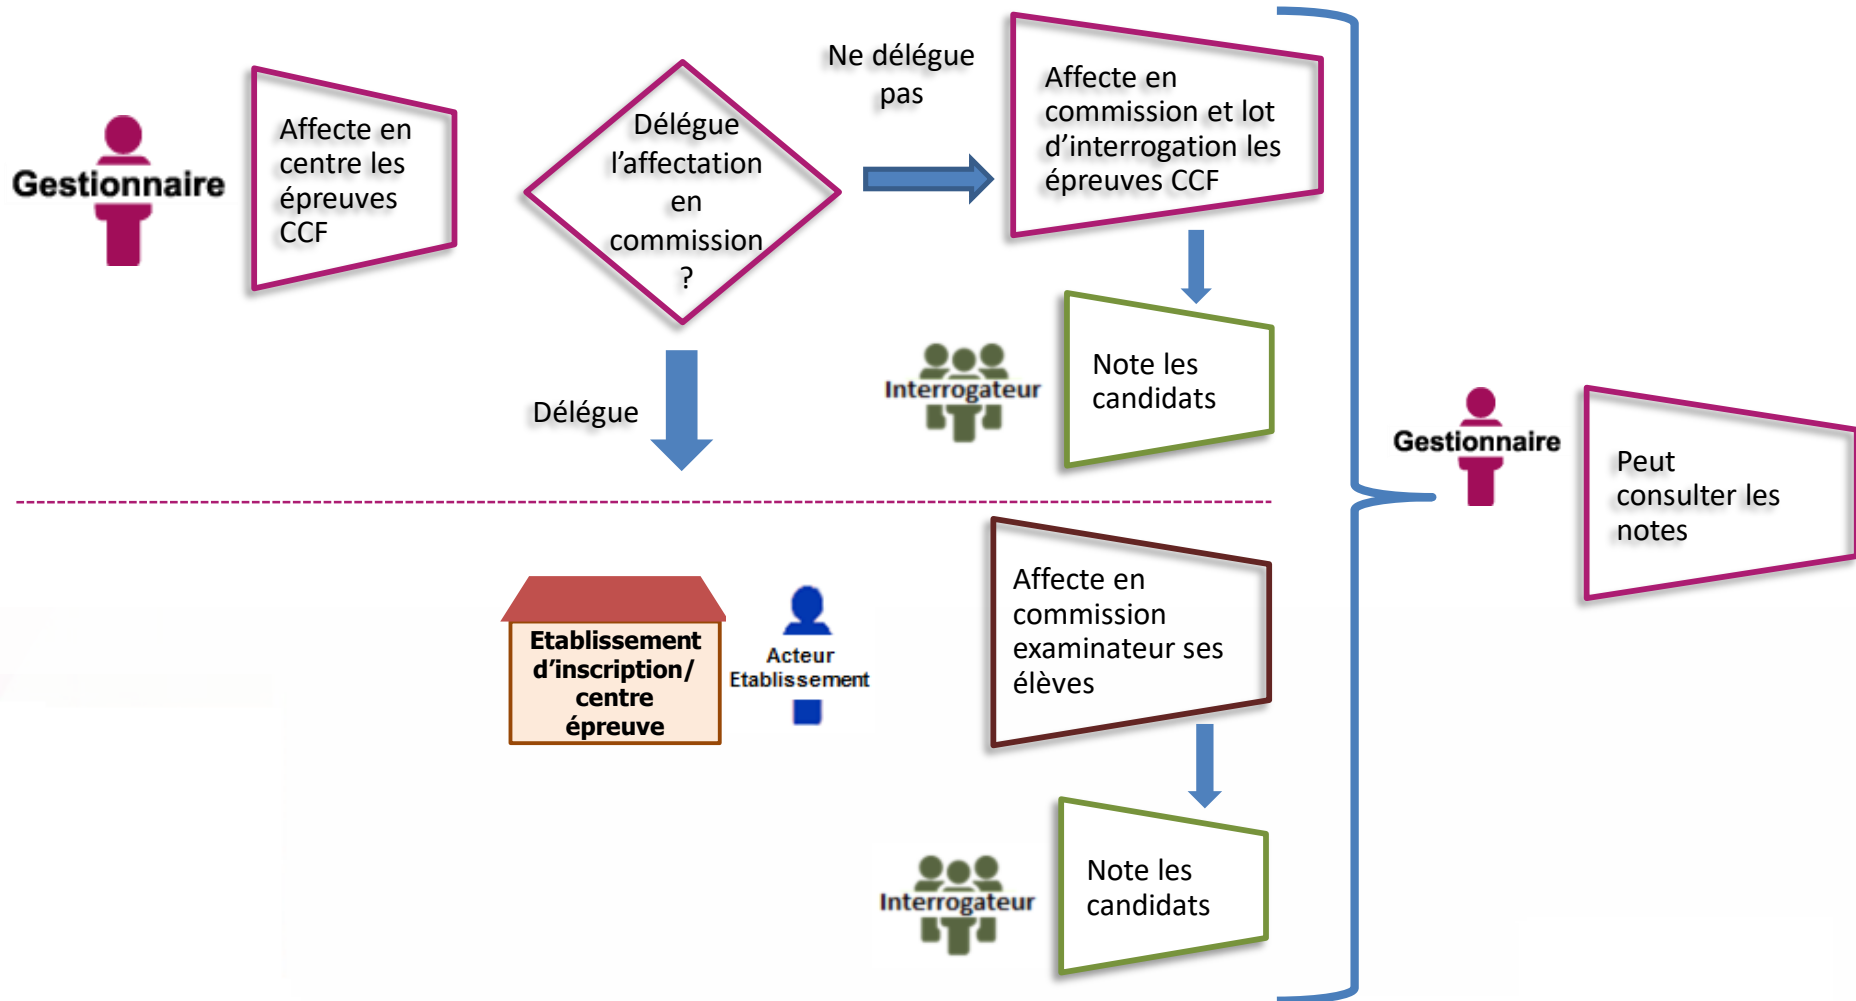 Gestionnaire
Affecte en
centre les
épreuves
CCF
Délégue
l'affectation
en
commission
?
Ne délégue
pas
Affecte en
commission et lot
d'interrogation les
épreuves CCF
Interrogateur
Note les
candidats
Délégue
Gestionnaire
Peut
consulter les
notes
Etablissement
d'inscription/
centre
épreuve
Acteur
Etablissement
Affecte en
commission
examinateur ses
élèves
Interrogateur
Note les
candidats